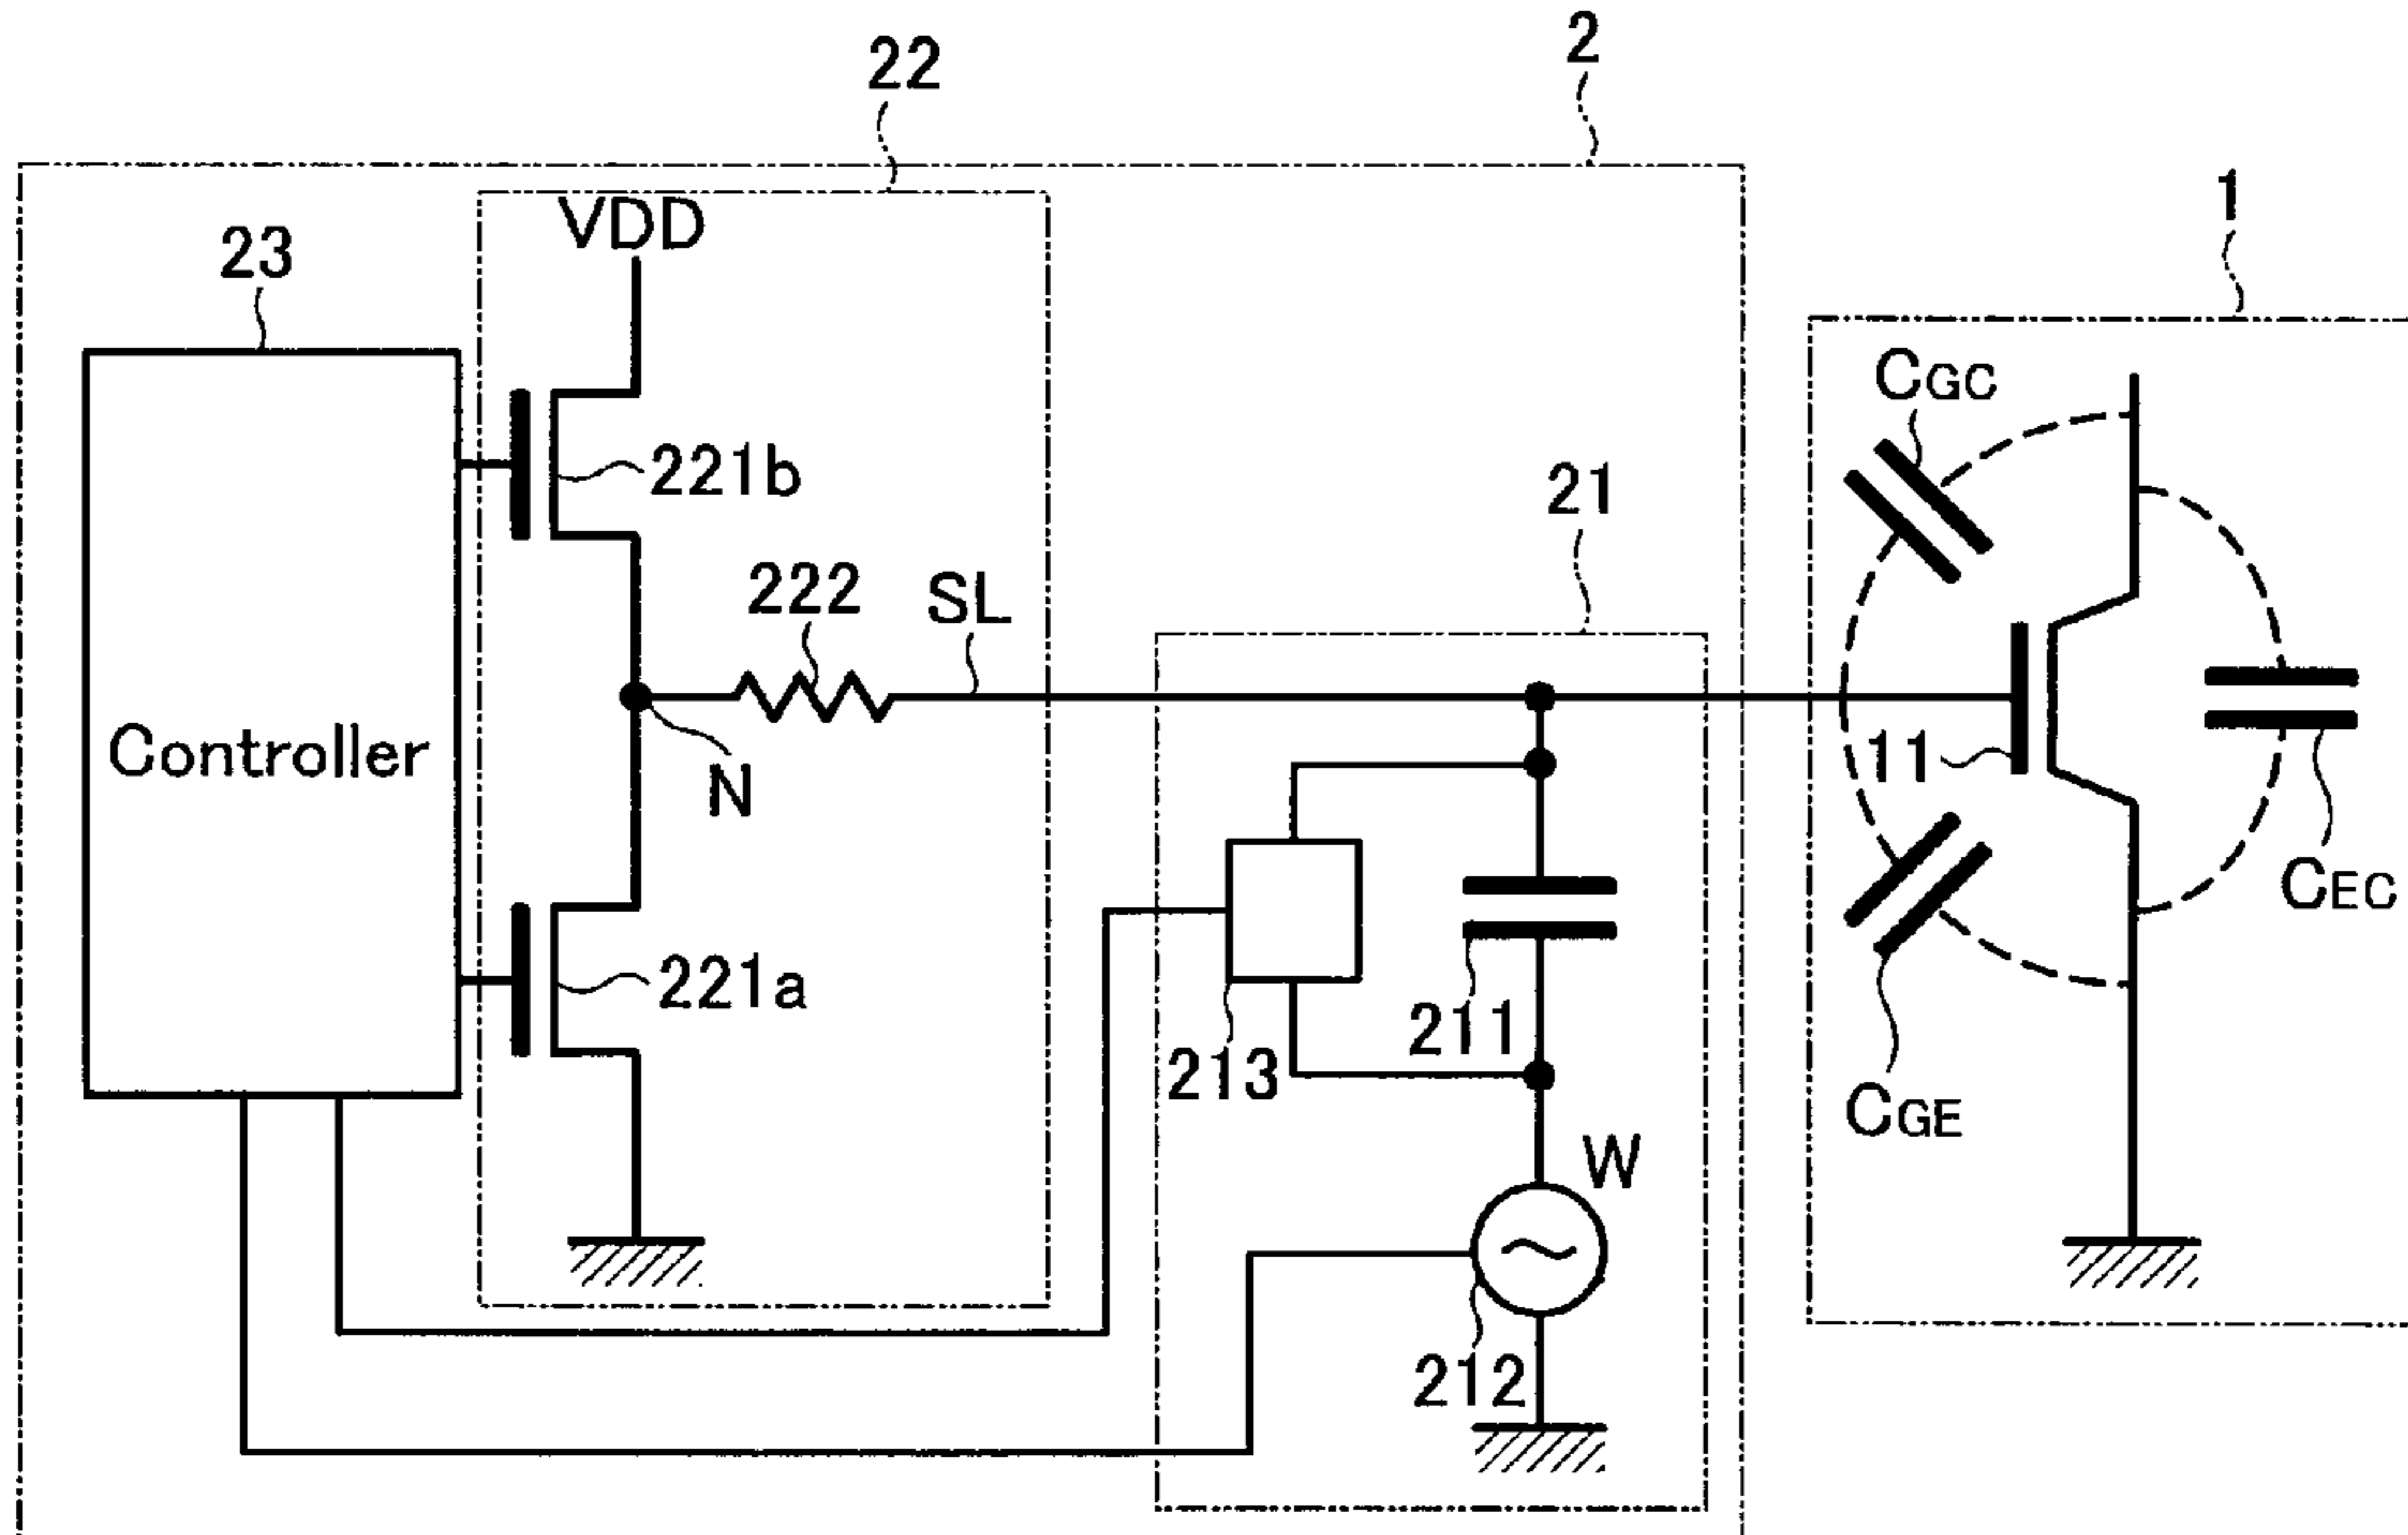 2
22
1
VDD
23
CGC
221b
21
222
SL
Controller
N
11
CEC
221a
211
213
CGE
W
212